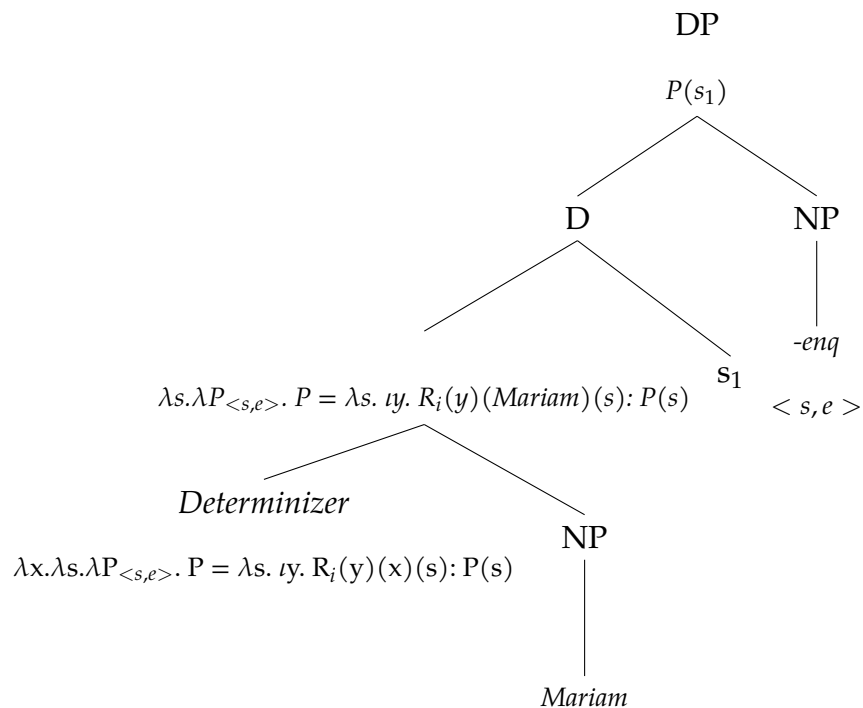 DP
P(s₁)
D NP
-enq
s₁
λs.λP<s,e>. P = λs. ιy. Rᵢ(y)(Mariam)(s): P(s) < s, e >
Determinizer
NP
λx.λs.λP<s,e>. P = λs. ιy. Rᵢ(y)(x)(s): P(s)
Mariam